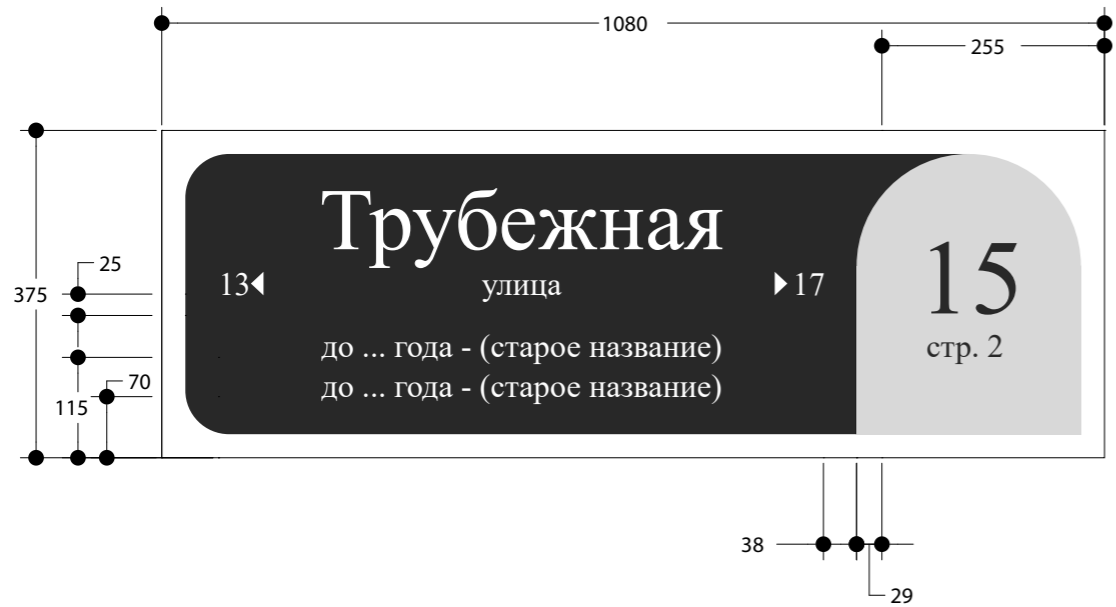 1080
255
Трубежная
13 улица 17
до ... года - (старое название)
до ... года - (старое название)
15
стр. 2
25
375
70
115
38
29